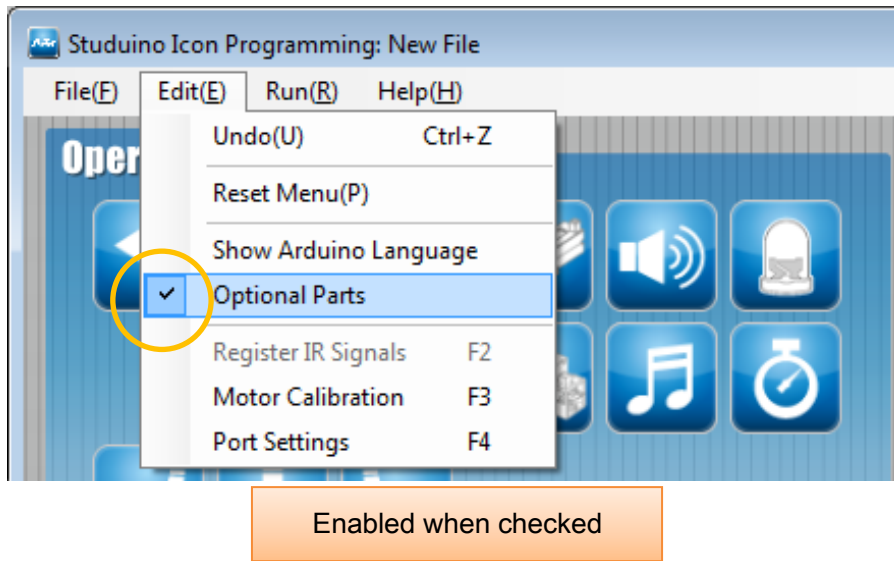 Studuino Icon Programming: New File
File(F) Edit(E) Run(R) Help(H)
Oper
Undo(U) Ctrl+Z
Reset Menu(P)
Show Arduino Language
Optional Parts
Register IR Signals F2
Motor Calibration F3
Port Settings F4
Enabled when checked